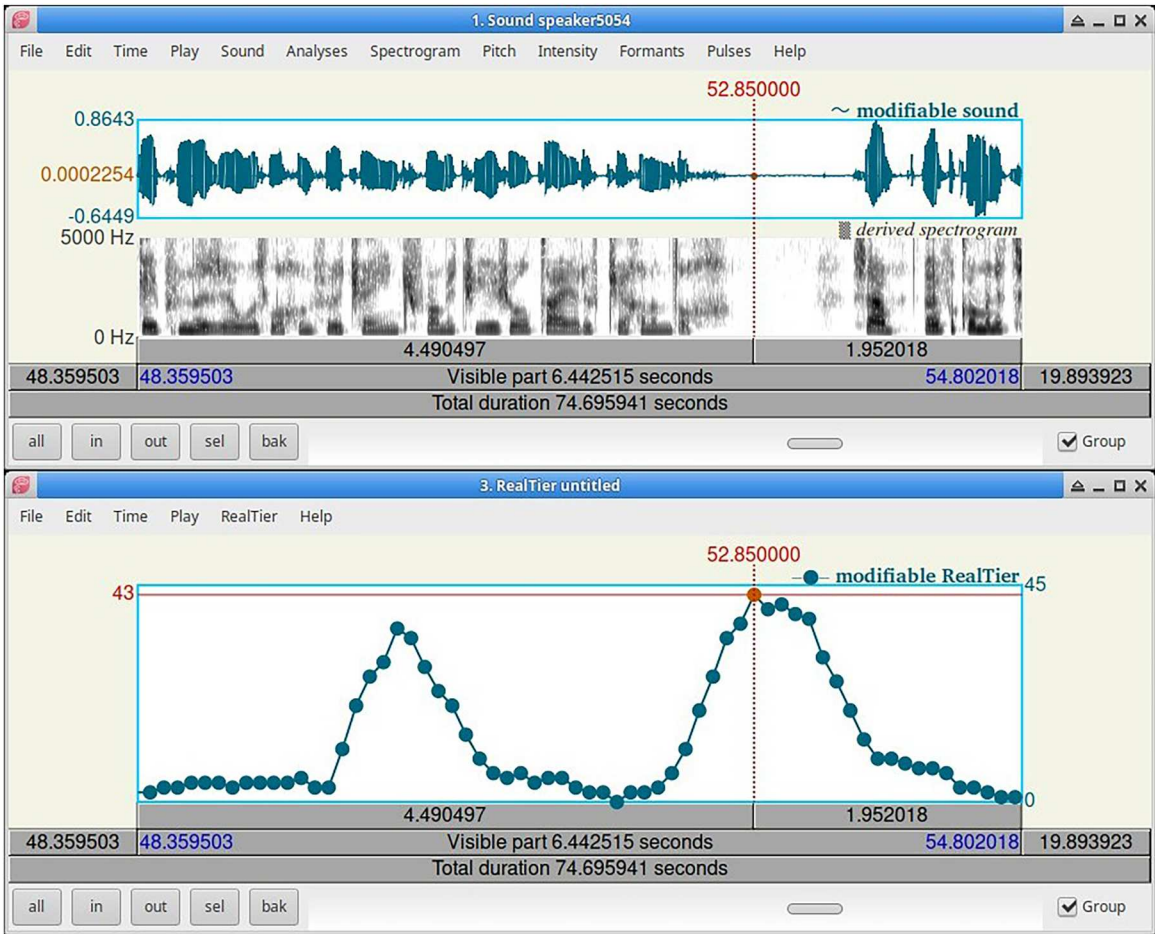 1. Sound speaker5054
File Edit Time Play Sound Analyses Spectrogram Pitch Intensity Formants Pulses Help
52.850000
0.8643
~ modifiable sound
0.0002254
-0.6449
5000 Hz
derived spectrogram
0 Hz
4.490497 1.952018
48.359503 48.359503 Visible part 6.442515 seconds 54.802018 19.893923
Total duration 74.695941 seconds
all in out sel bak Group
3. RealTier untitled
File Edit Time Play RealTier Help
52.850000
modifiable RealTier 45
43
0
4.490497 1.952018
48.359503 48.359503 Visible part 6.442515 seconds 54.802018 19.893923
Total duration 74.695941 seconds
all in out sel bak Group